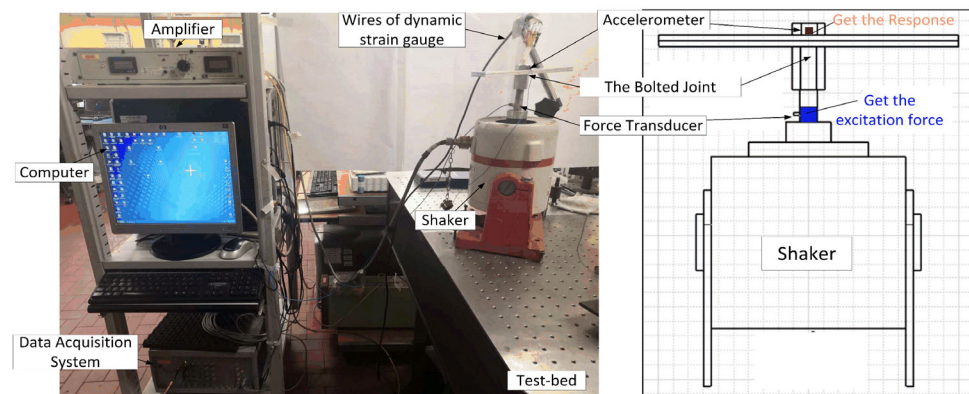 Amplifier
Wires of dynamic
strain gauge
Accelerometer
Get the Response
The Bolted Joint
Force Transducer
Get the
excitation force
Computer
Shaker
Shaker
Data Acquisition
System
Test-bed